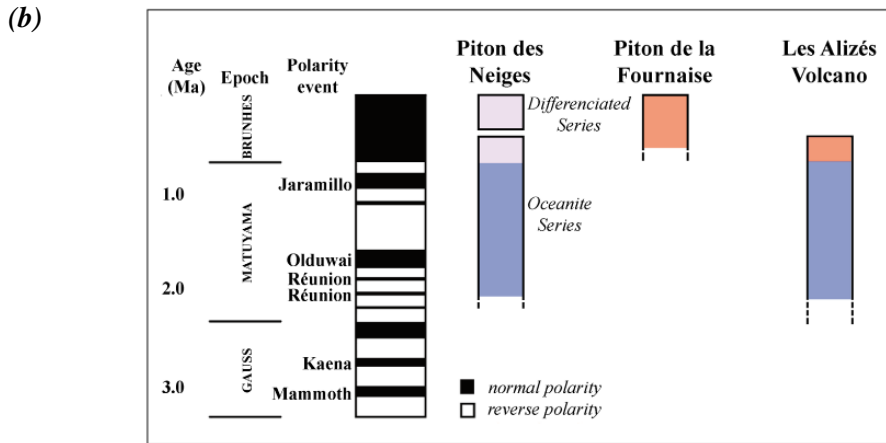 (b)
Age
(Ma)
Epoch
Polarity
event
Piton des
Neiges
Piton de la
Fournaise
Les Alizés
Volcano
BRUNHES
MATUYAMA
GAUSS
1.0
2.0
3.0
Jaramillo
Olduwai
Réunion
Réunion
Kaena
Mammoth
Differenciated
Series
Oceanite
Series
normal polarity
reverse polarity